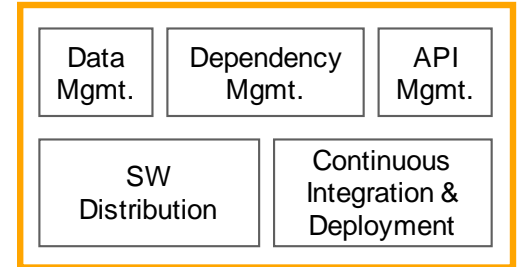 Data
Mgmt.
Dependency
Mgmt.
API
Mgmt.
SW
Distribution
Continuous
Integration &
Deployment